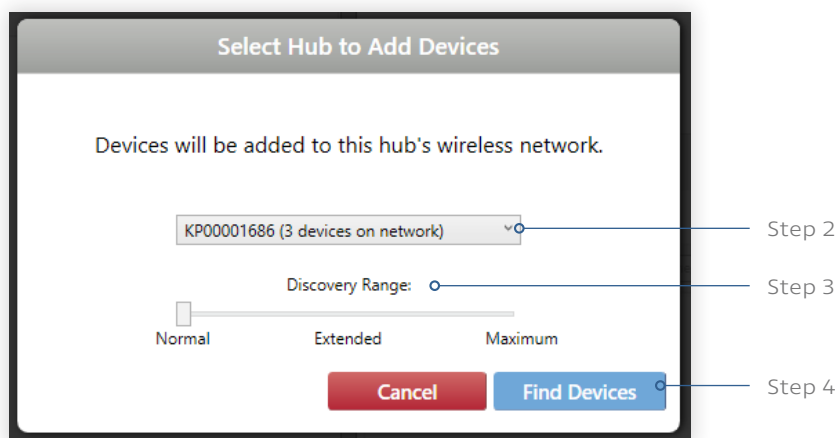 Select Hub to Add Devices
Devices will be added to this hub's wireless network.
KP00001686 (3 devices on network)
Step 2
Discovery Range:
Step 3
Normal Extended Maximum
Cancel Find Devices
Step 4